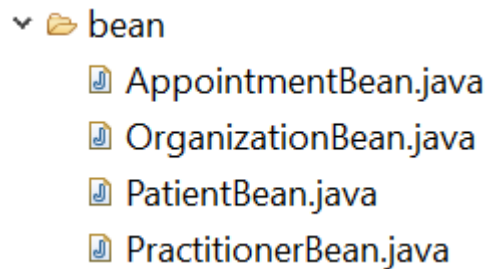 bean
AppointmentBean.java
OrganizationBean.java
PatientBean.java
PractitionerBean.java